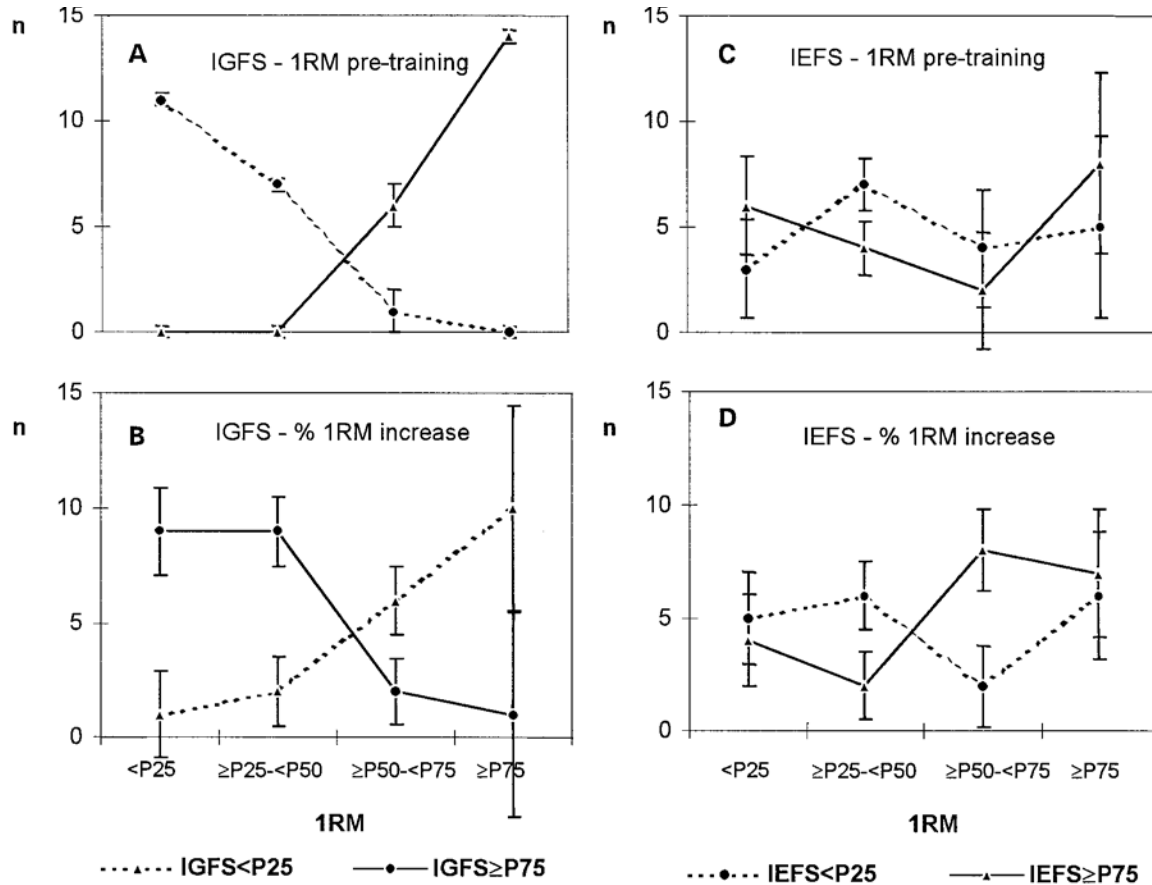 n
15
10
5
0
A
IGFS - 1RM pre-training
n
15
10
5
0
C
IEFS - 1RM pre-training
n
15
10
5
0
B
IGFS - % 1RM increase
<P25
≥P25-<P50
≥P50-<P75
≥P75
1RM
IGFS<P25
IGFS≥P75
n
15
10
5
0
D
IEFS - % 1RM increase
<P25
≥P25-<P50
≥P50-<P75
≥P75
1RM
IEFS<P25
IEFS≥P75